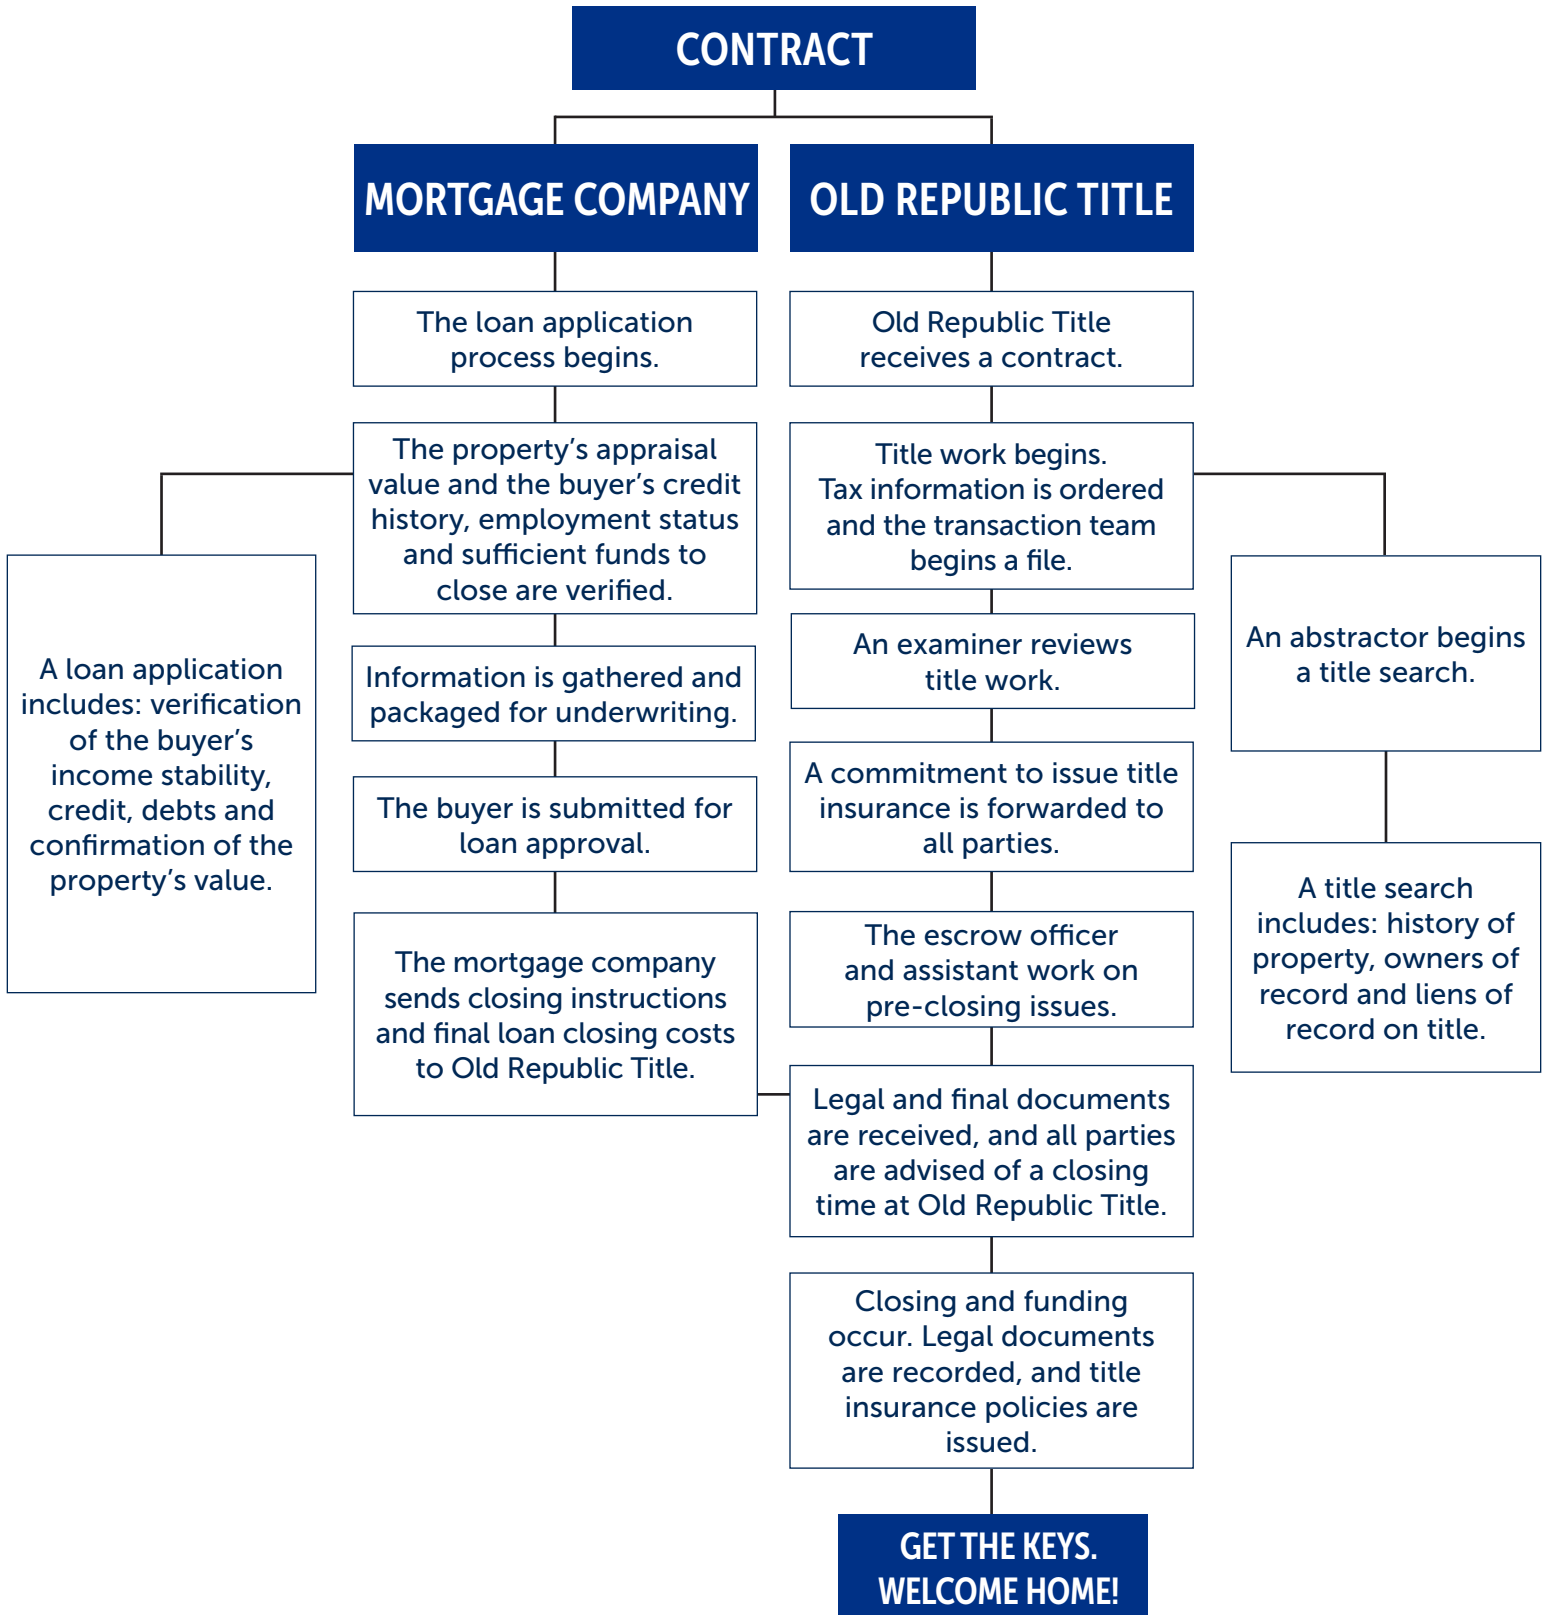 CONTRACT
MORTGAGE COMPANY
The loan application
process begins.
The property’s appraisal
value and the buyer’s credit
history, employment status
and sufficient funds to
close are verified.
A loan application
includes: verification
of the buyer’s
income stability,
credit, debts and
confirmation of the
property’s value.
Information is gathered and
packaged for underwriting.
The buyer is submitted for
loan approval.
The mortgage company
sends closing instructions
and final loan closing costs
to Old Republic Title.
OLD REPUBLIC TITLE
Old Republic Title
receives a contract.
Title work begins.
Tax information is ordered
and the transaction team
begins a file.
An abstractor begins
a title search.
A title search
includes: history of
property, owners of
record and liens of
record on title.
An examiner reviews
title work.
A commitment to issue title
insurance is forwarded to
all parties.
The escrow officer
and assistant work on
pre-closing issues.
Legal and final documents
are received, and all parties
are advised of a closing
time at Old Republic Title.
Closing and funding
occur. Legal documents
are recorded, and title
insurance policies are
issued.
GET THE KEYS.
WELCOME HOME!